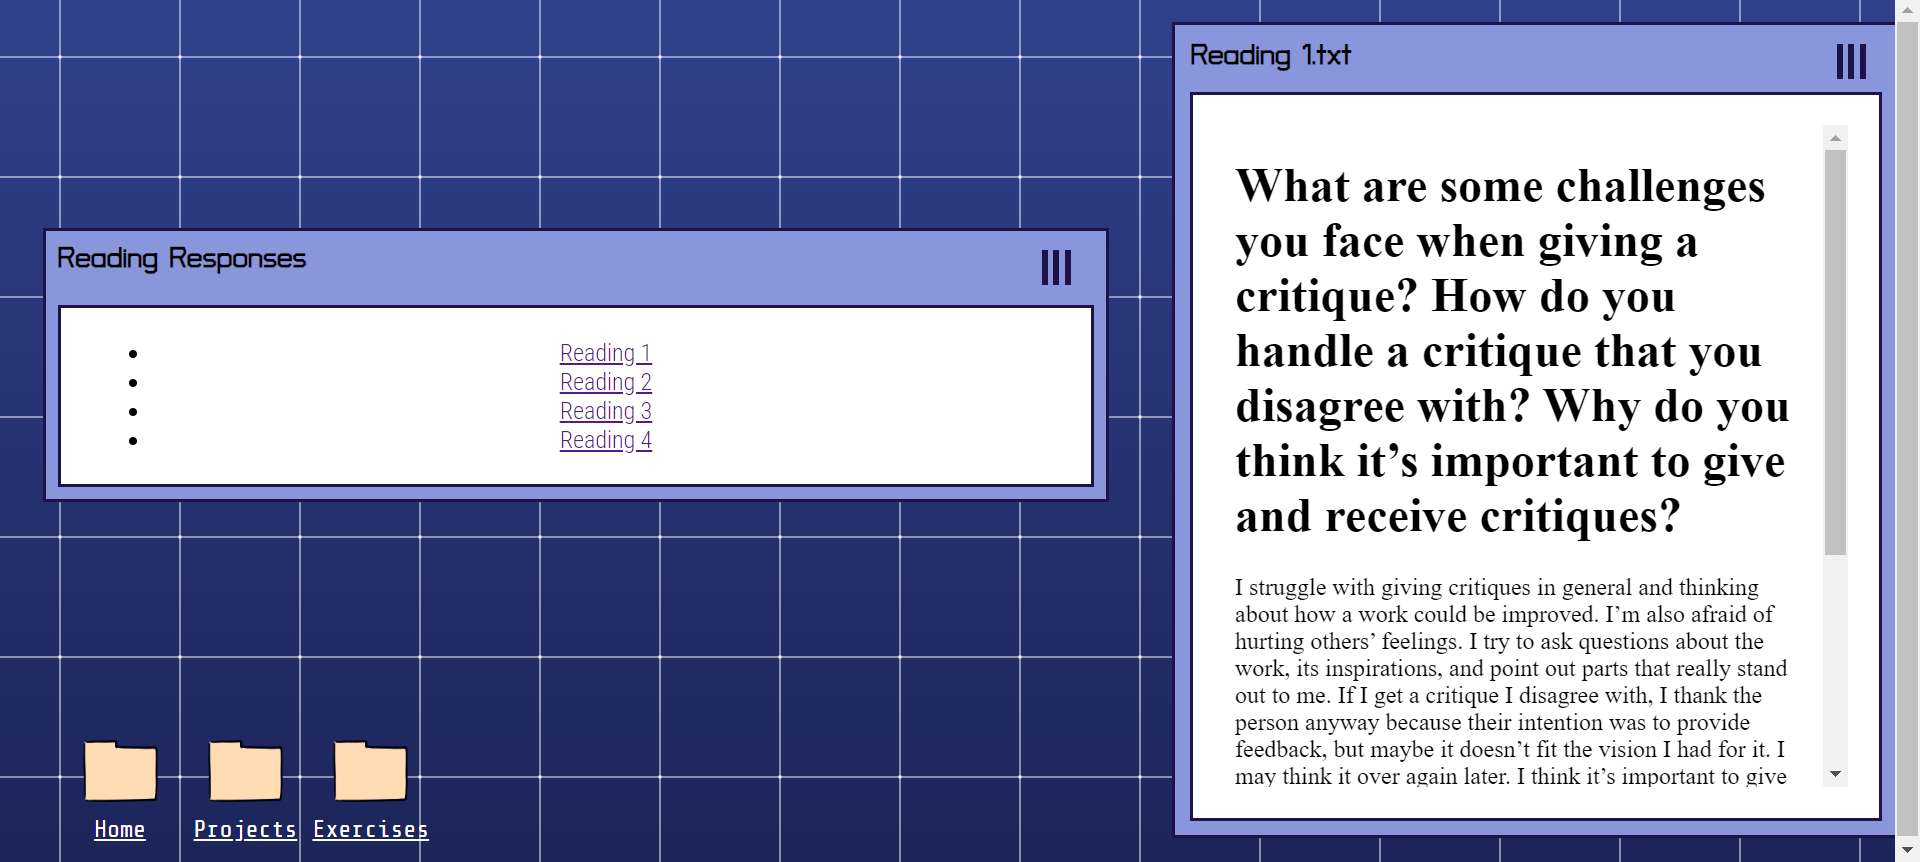 Reading Responses
Reading 1
Reading 2
Reading 3
Reading 4
Home
Projects
Exercises
Reading 1.txt
What are some challenges
you face when giving a
critique? How do you
handle a critique that you
disagree with? Why do you
think it’s important to give
and receive critiques?
I struggle with giving critiques in general and thinking
about how a work could be improved. I’m also afraid of
hurting others’ feelings. I try to ask questions about the
work, its inspirations, and point out parts that really stand
out to me. If I get a critique I disagree with, I thank the
person anyway because their intention was to provide
feedback, but maybe it doesn’t fit the vision I had for it. I
may think it over again later. I think it’s important to give